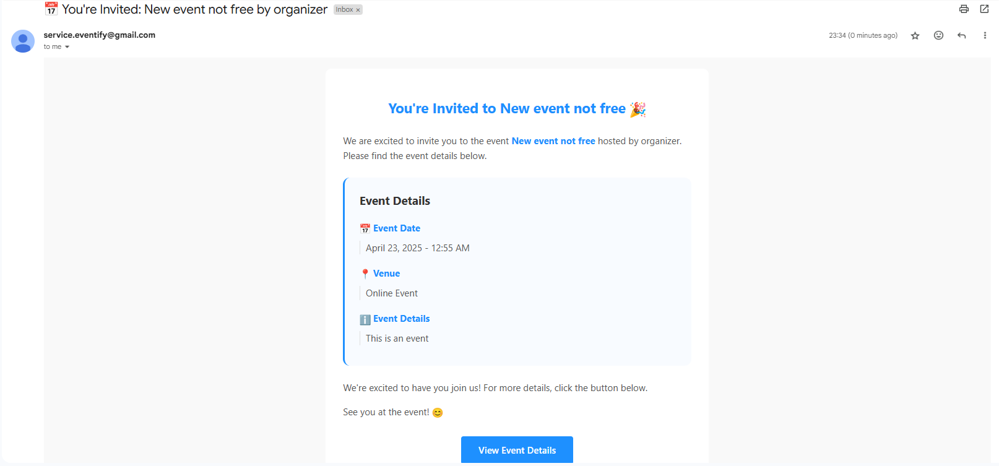 You're Invited: New event not free by organizer Inbox ×
service.eventify@gmail.com 23:34 (0 minutes ago)
to me
You're Invited to New event not free
We are excited to invite you to the event New event not free hosted by organizer.
Please find the event details below.
Event Details
Event Date
April 23, 2025 - 12:55 AM
Venue
Online Event
Event Details
This is an event
We're excited to have you join us! For more details, click the button below.
See you at the event!
View Event Details